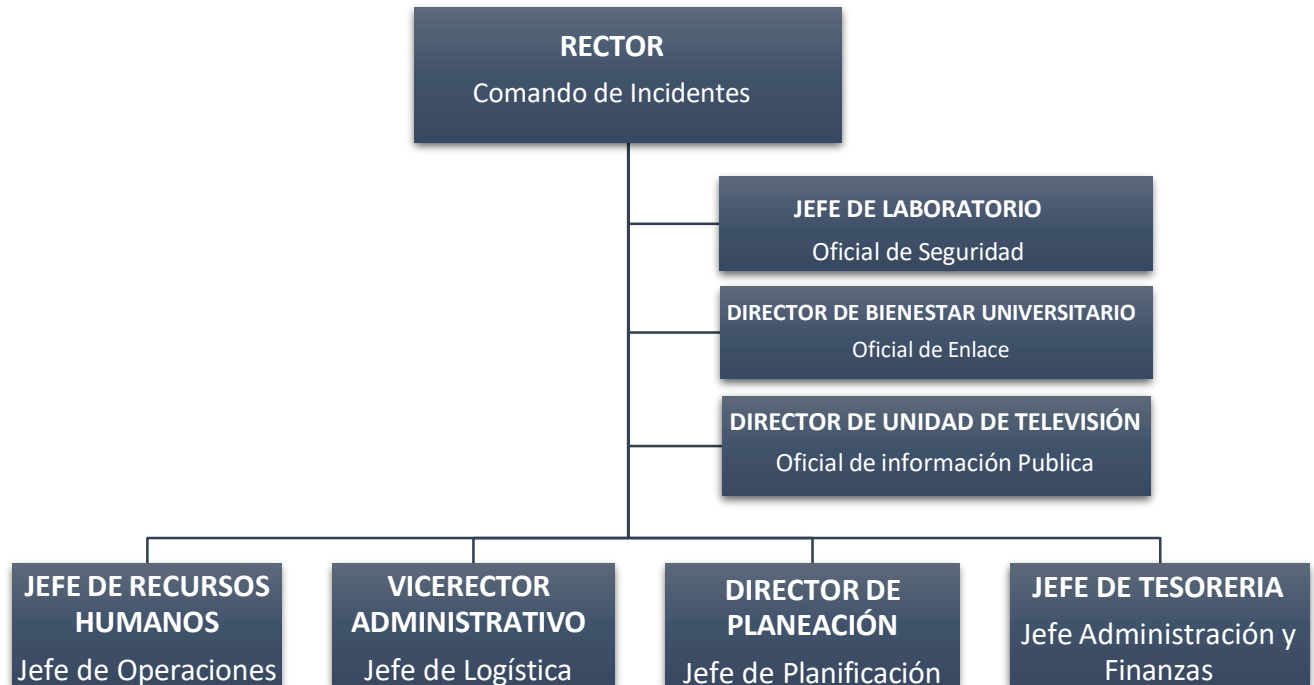 RECTOR
Comando de Incidentes
JEFE DE LABORATORIO
Oficial de Seguridad
DIRECTOR DE BIENESTAR UNIVERSITARIO
Oficial de Enlace
DIRECTOR DE UNIDAD DE TELEVISIÓN
Oficial de información Publica
JEFE DE RECURSOS
HUMANOS
Jefe de Operaciones
VICERECTOR
ADMINISTRATIVO
Jefe de Logística
DIRECTOR DE
PLANEACIÓN
Jefe de Planificación
JEFE DE TESORERIA
Jefe Administración y
Finanzas